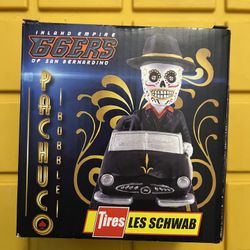 INLAND EMPIRE
66ERS
OF SAN BERNARDINO
PACHUCO
BOBBLE
Tires LES SCHWAB